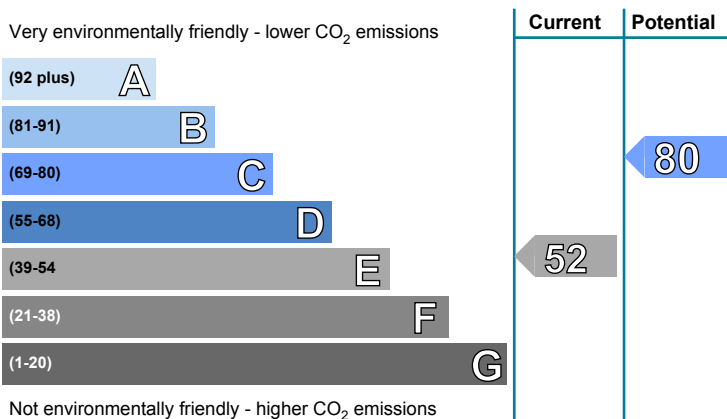 Current Potential
Very environmentally friendly - lower CO2 emissions
(92 plus) A
(81-91) B
80
(69-80) C
(55-68) D
52
(39-54 E
(21-38) F
(1-20) G
Not environmentally friendly - higher CO2 emissions